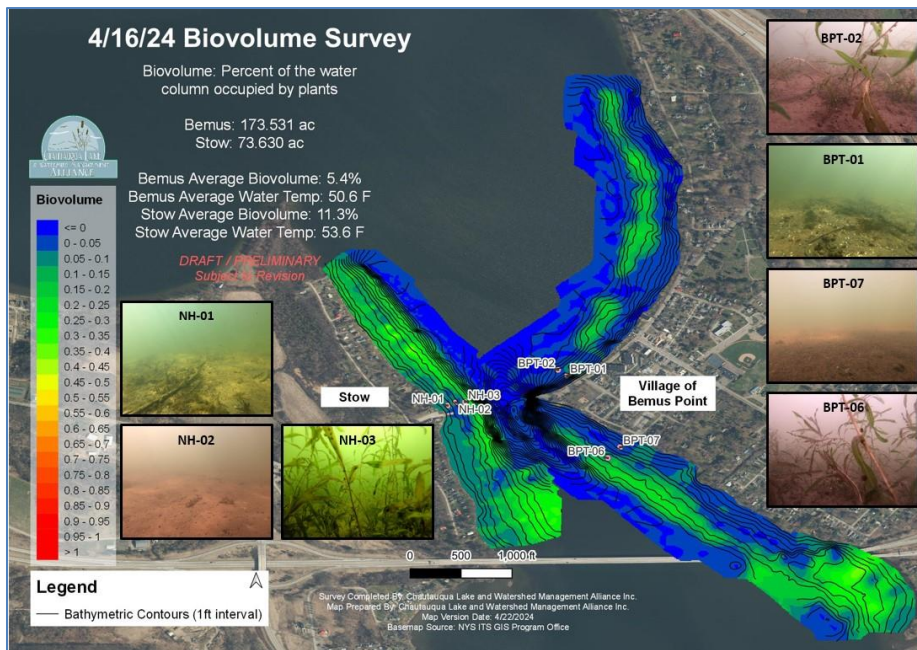 4/16/24 Biovolume Survey
Biovolume: Percent of the water
column occupied by plants
Bemus: 173.531 ac
Stow: 73.630 ac
Bemus Average Biovolume: 5.4%
Bemus Average Water Temp: 50.6 F
Stow Average Biovolume: 11.3%
Stow Average Water Temp: 53.6 F
DRAFT / PRELIMINARY
Subject to Revision
CHAUTAUQUA LAKE
& WATERSHED MANAGEMENT
ALLIANCE
Biovolume
<= 0
0 - 0.05
0.05 - 0.1
0.1 - 0.15
0.15 - 0.2
0.2 - 0.25
0.25 - 0.3
0.3 - 0.35
0.35 - 0.4
0.4 - 0.45
0.45 - 0.5
0.5 - 0.55
0.55 - 0.6
0.6 - 0.65
0.65 - 0.7
0.7 - 0.75
0.75 - 0.8
0.8 - 0.85
0.85 - 0.9
0.9 - 0.95
0.95 - 1
> 1
NH-01
NH-02
NH-03
Stow
NH-01
NH-03
NH-02
BPT-02
BPT-01
Village of
Bemus Point
BPT-07
BPT-06
BPT-02
BPT-01
BPT-07
BPT-06
0 500 1,000 ft
Legend
Bathymetric Contours (1ft interval)
Survey Completed By: Chautauqua Lake and Watershed Management Alliance Inc.
Map Prepared By: Chautauqua Lake and Watershed Management Alliance Inc.
Map Version Date: 4/22/2024
Basemap Source: NYS ITS GIS Program Office